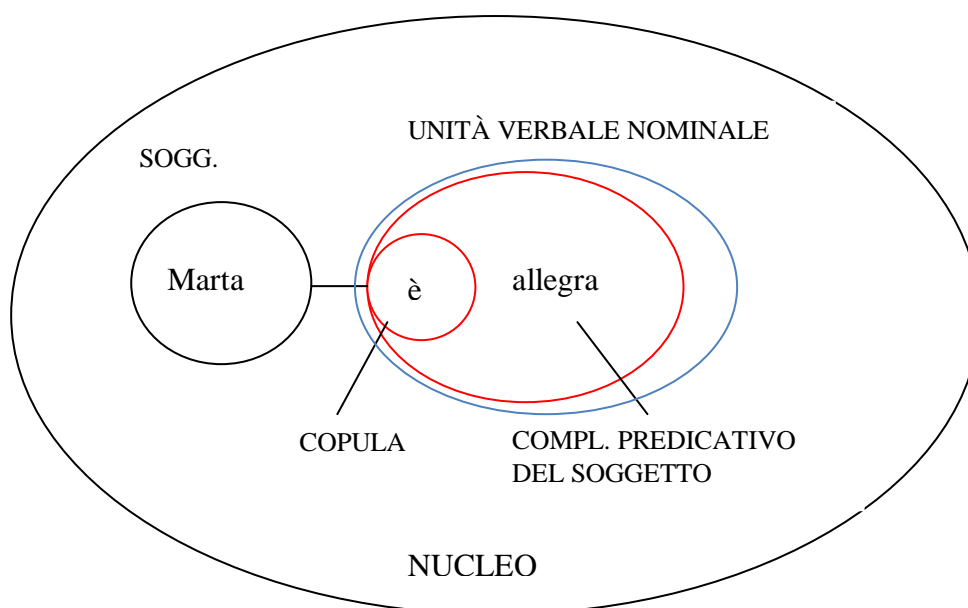 UNITÀ VERBALE NOMINALE
SOGG.
Marta
è
allegra
COPULA
COMPL. PREDICATIVO
DEL SOGGETTO
NUCLEO